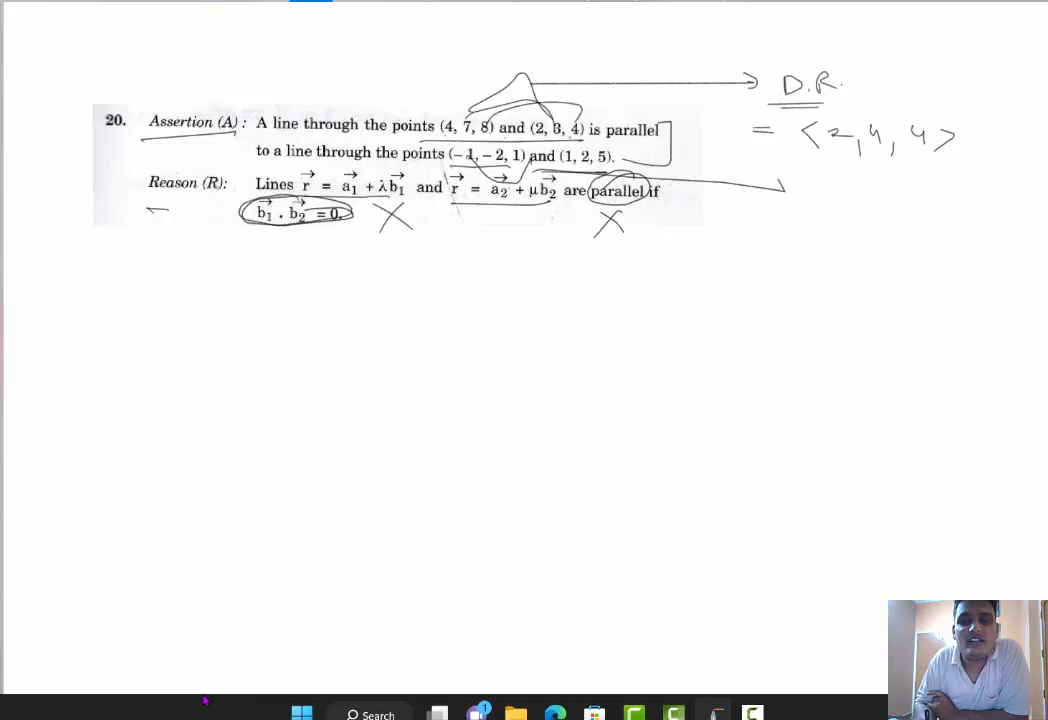 D.R.
20. Assertion (A) : A line through the points (4, 7, 8) and (2, 3, 4) is parallel
= <2, 4, 4>
to a line through the points (– 1, – 2, 1) and (1, 2, 5).
Reason (R): Lines r⃗ = a⃗₁ + λb⃗₁ and r⃗ = a⃗₂ + μb⃗₂ are parallel if
b⃗₁ . b⃗₂ = 0.
Search
1